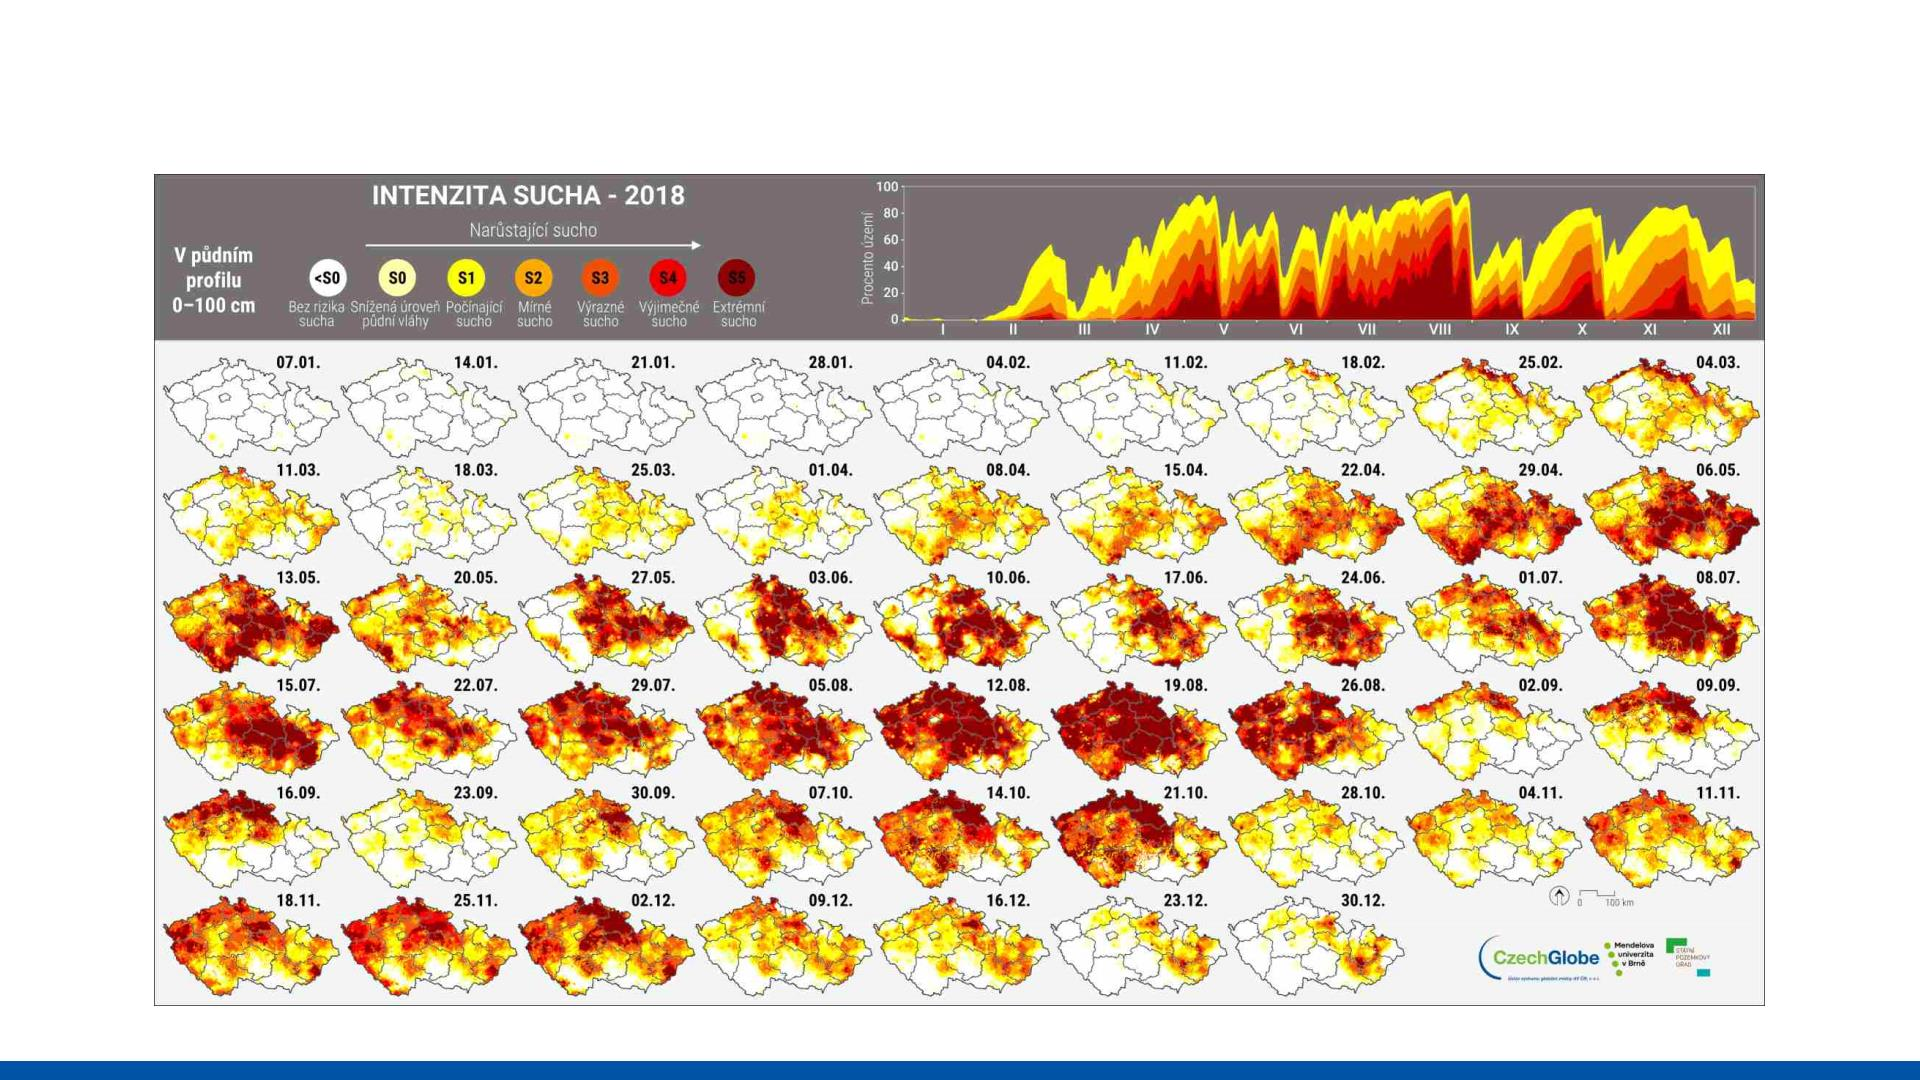 INTENZITA SUCHA - 2018
Narůstající sucho
V půdním
profilu
0–100 cm
<S0 S0 S1 S2 S3 S4 S5
Bez rizika Snížená úroveň Počínající Mírné Výrazné Výjimečné Extrémní
sucha půdní vláhy sucho sucho sucho sucho sucho
Procento území
100
80
60
40
20
0
I II III IV V VI VII VIII IX X XI XII
07.01. 14.01. 21.01. 28.01. 04.02. 11.02. 18.02. 25.02. 04.03.
11.03. 18.03. 25.03. 01.04. 08.04. 15.04. 22.04. 29.04. 06.05.
13.05. 20.05. 27.05. 03.06. 10.06. 17.06. 24.06. 01.07. 08.07.
15.07. 22.07. 29.07. 05.08. 12.08. 19.08. 26.08. 02.09. 09.09.
16.09. 23.09. 30.09. 07.10. 14.10. 21.10. 28.10. 04.11. 11.11.
18.11. 25.11. 02.12. 09.12. 16.12. 23.12. 30.12.
0 100 km
CzechGlobe
Mendelova
univerzita
v Brně
STÁTNÍ
POZEMKOVÝ
ÚŘAD